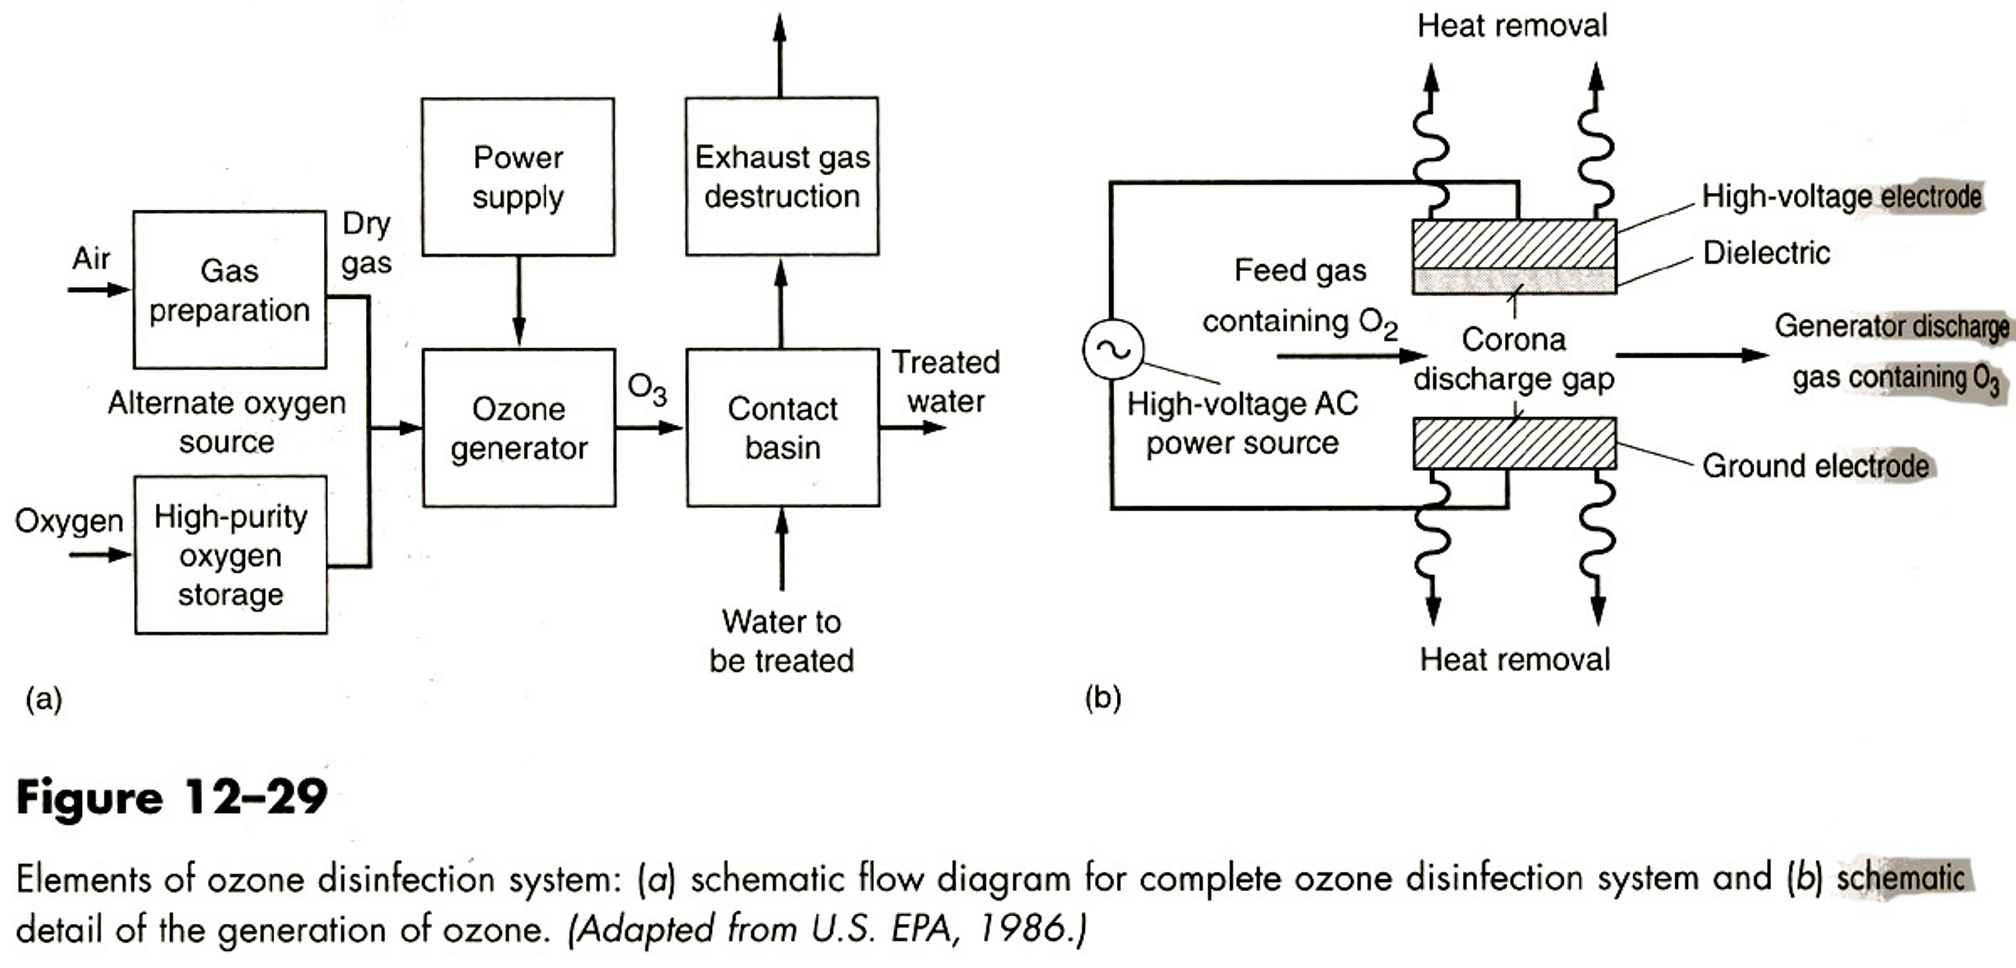 Air
Gas
preparation
Dry
gas
Alternate oxygen
source
Oxygen
High-purity
oxygen
storage
Power
supply
Ozone
generator
O3
Exhaust gas
destruction
Contact
basin
Treated
water
Water to
be treated
(a)
Heat removal
High-voltage electrode
Dielectric
Feed gas
containing O2
Corona
discharge gap
Generator discharge
gas containing O3
High-voltage AC
power source
Ground electrode
Heat removal
(b)
Figure 12–29
Elements of ozone disinfection system: (a) schematic flow diagram for complete ozone disinfection system and (b) schematic
detail of the generation of ozone. (Adapted from U.S. EPA, 1986.)